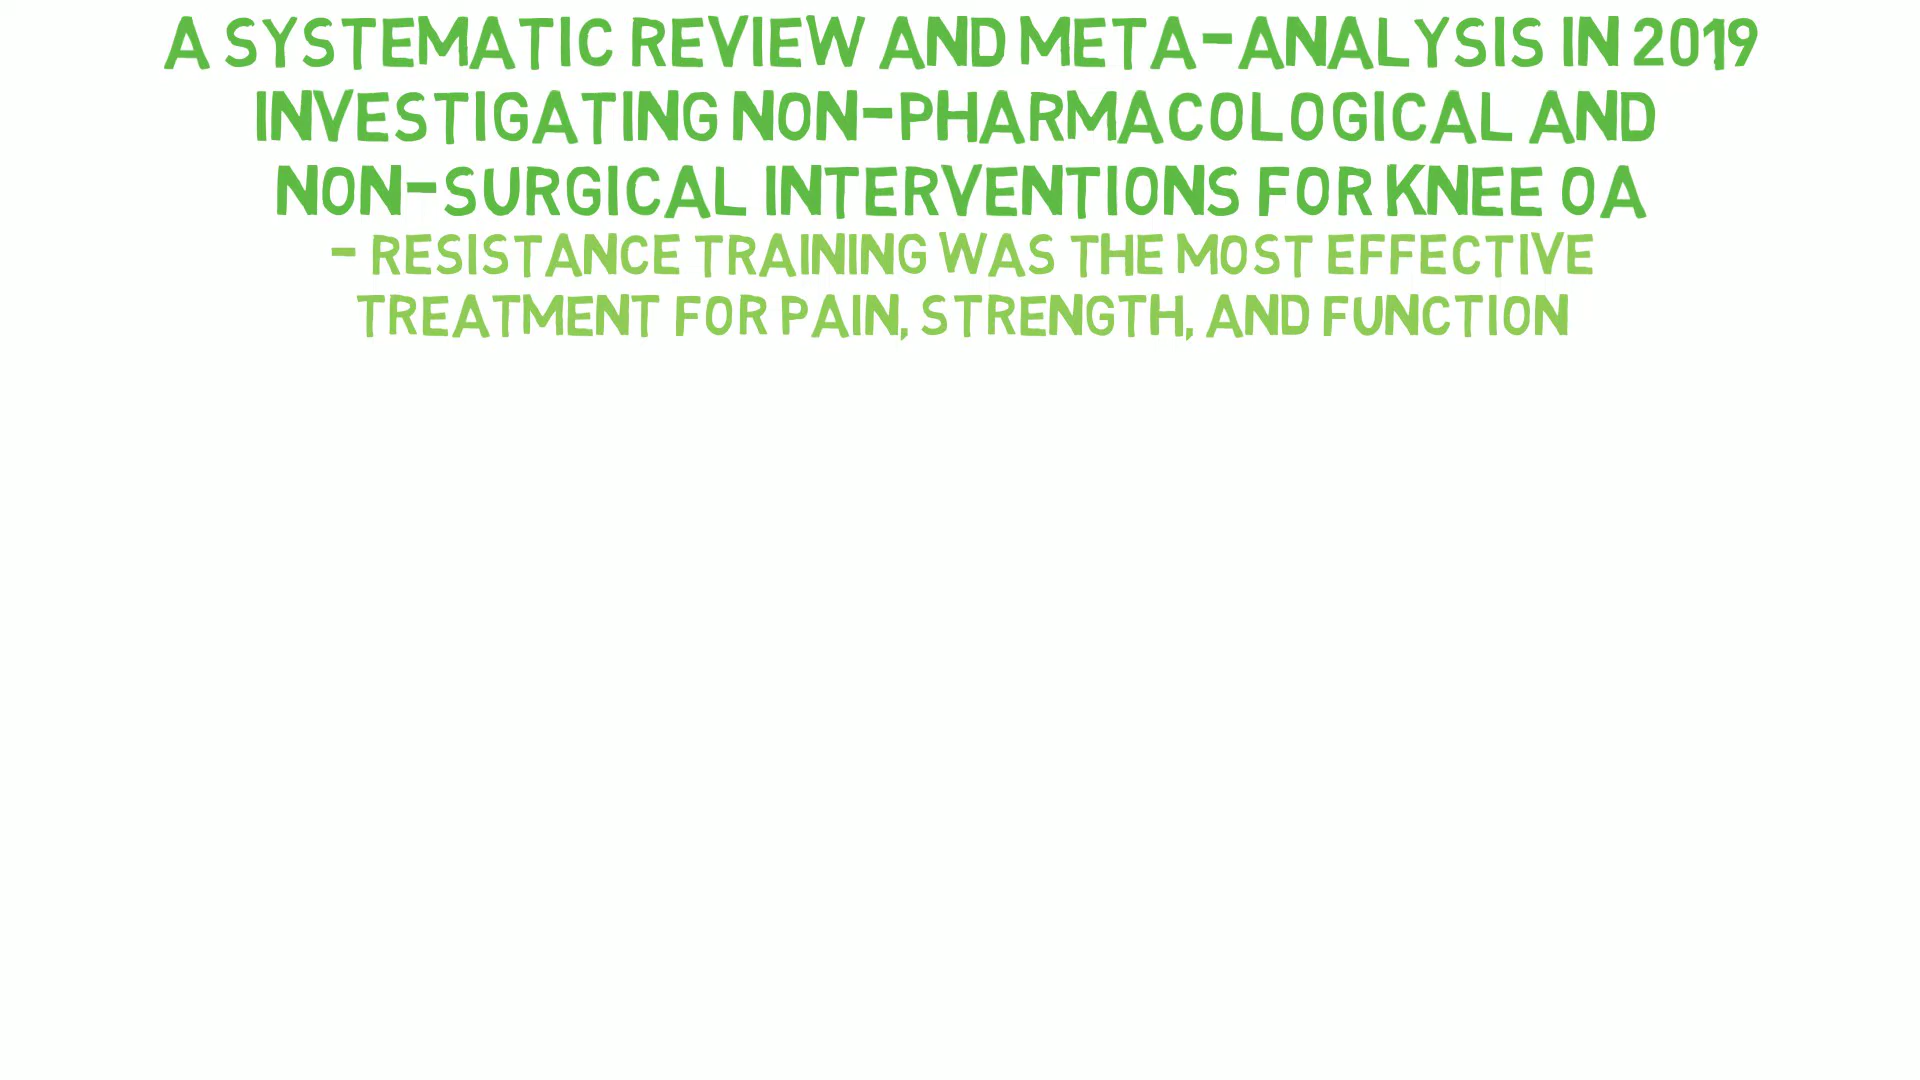 A SYSTEMATIC REVIEW AND META-ANALYSIS IN 2019
INVESTIGATING NON-PHARMACOLOGICAL AND
NON-SURGICAL INTERVENTIONS FOR KNEE OA
- RESISTANCE TRAINING WAS THE MOST EFFECTIVE
TREATMENT FOR PAIN, STRENGTH, AND FUNCTION